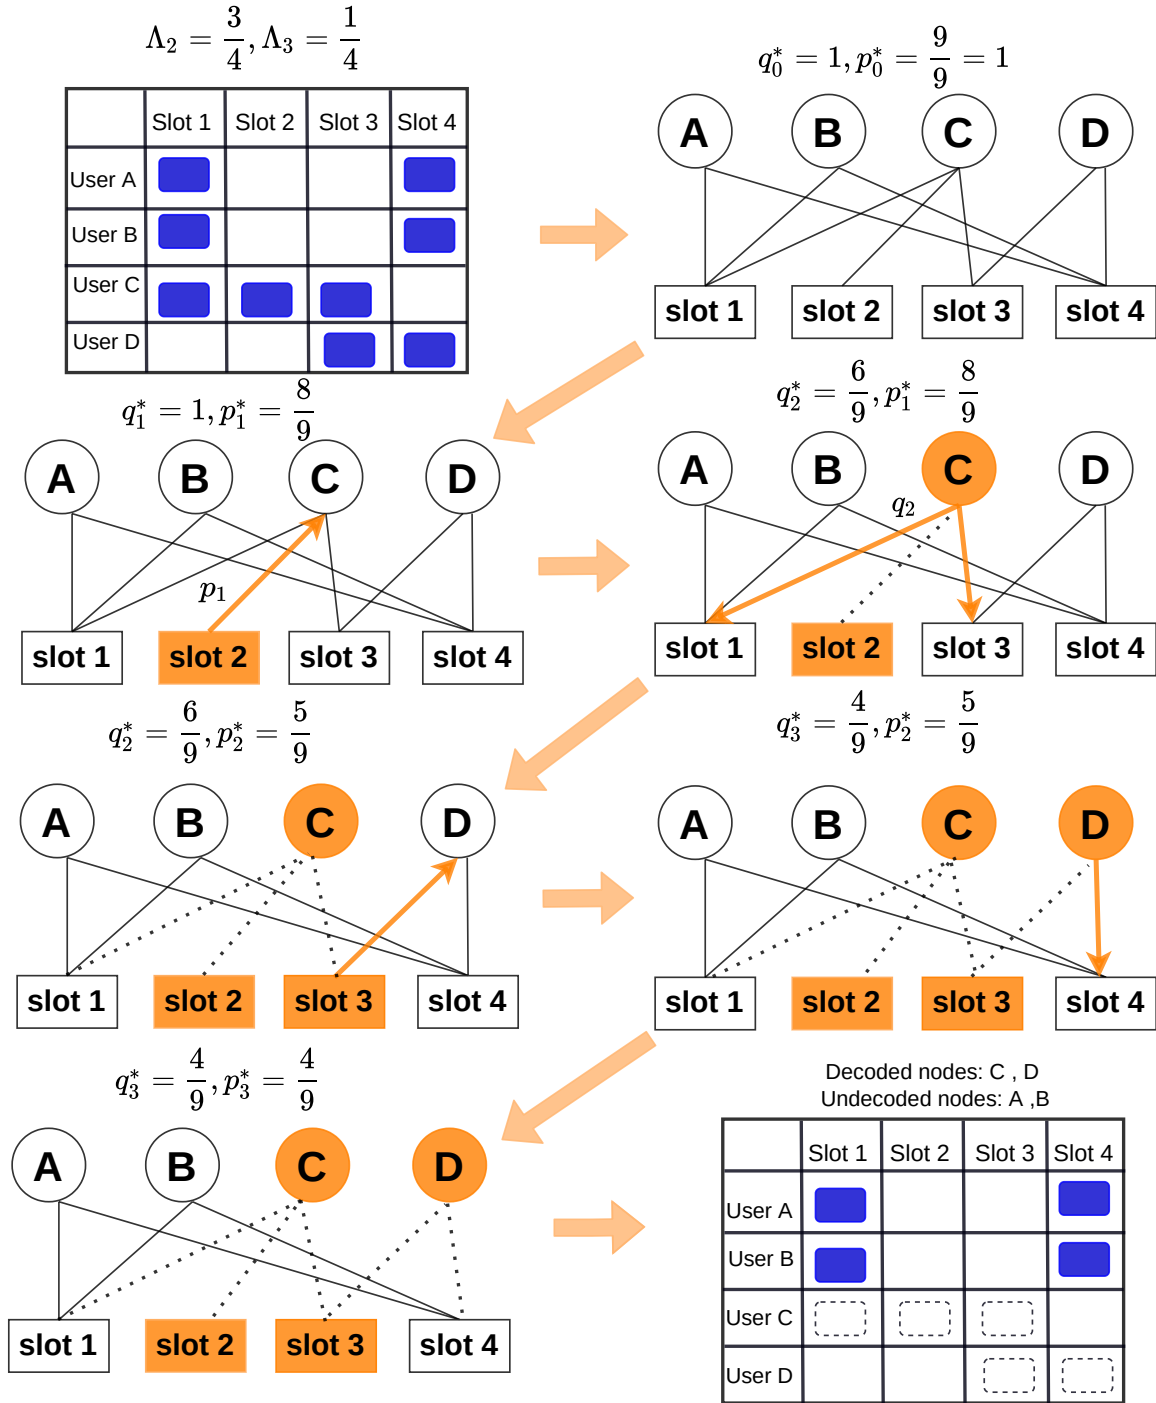 Λ₂ = 3/4, Λ₃ = 1/4
Slot 1 Slot 2 Slot 3 Slot 4
User A
User B
User C
User D
q₀* = 1, p₀* = 9/9 = 1
A B C D
slot 1 slot 2 slot 3 slot 4
q₁* = 1, p₁* = 8/9
A B C D
p₁
slot 1 slot 2 slot 3 slot 4
q₂* = 6/9, p₁* = 8/9
A B C D
q₂
slot 1 slot 2 slot 3 slot 4
q₂* = 6/9, p₂* = 5/9
A B C D
slot 1 slot 2 slot 3 slot 4
q₃* = 4/9, p₂* = 5/9
A B C D
slot 1 slot 2 slot 3 slot 4
q₃* = 4/9, p₃* = 4/9
A B C D
slot 1 slot 2 slot 3 slot 4
Decoded nodes: C , D
Undecoded nodes: A ,B
Slot 1 Slot 2 Slot 3 Slot 4
User A
User B
User C
User D